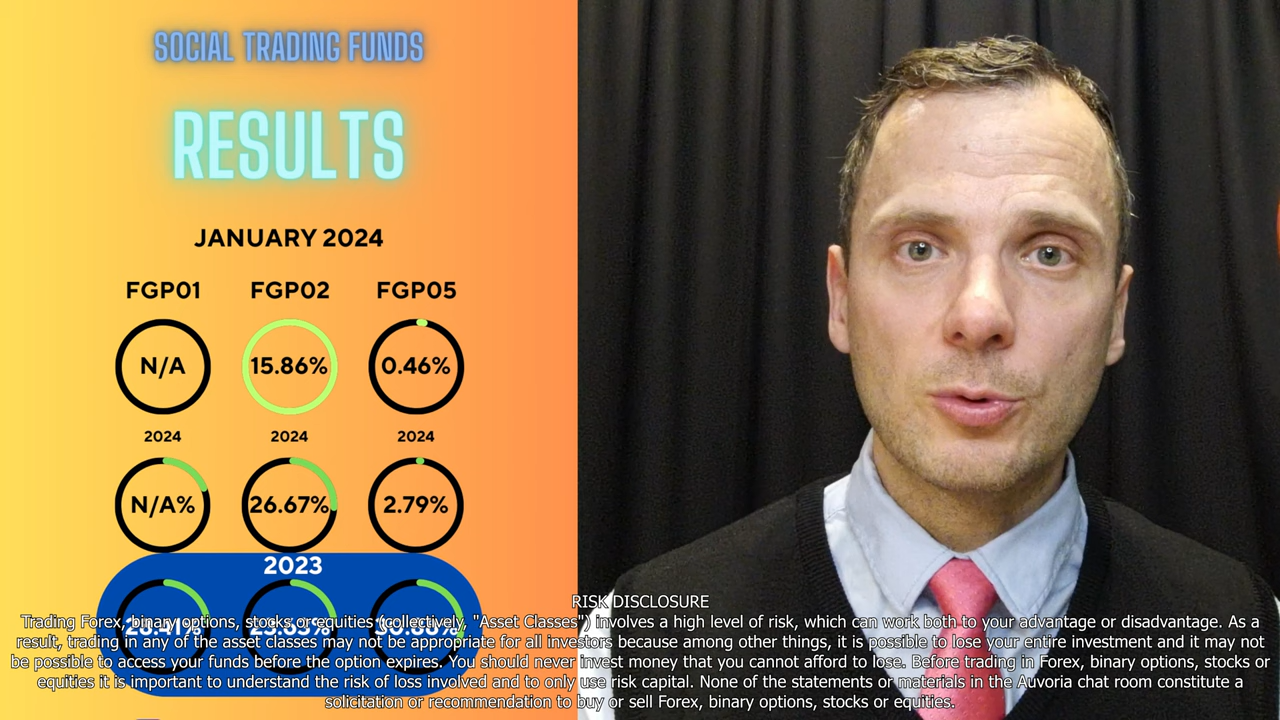 SOCIAL TRADING FUNDS
RESULTS
JANUARY 2024
FGP01 FGP02 FGP05
N/A 15.86% 0.46%
2024 2024 2024
N/A% 26.67% 2.79%
2023
RISK DISCLOSURE
Trading Forex, binary options, stocks or equities (collectively, "Asset Classes") involves a high level of risk, which can work both to your advantage or disadvantage. As a
result, trading in any of the asset classes may not be appropriate for all investors because among other things, it is possible to lose your entire investment and it may not
be possible to access your funds before the option expires. You should never invest money that you cannot afford to lose. Before trading in Forex, binary options, stocks or
equities it is important to understand the risk of loss involved and to only use risk capital. None of the statements or materials in the Auvoria chat room constitute a
solicitation or recommendation to buy or sell Forex, binary options, stocks or equities.